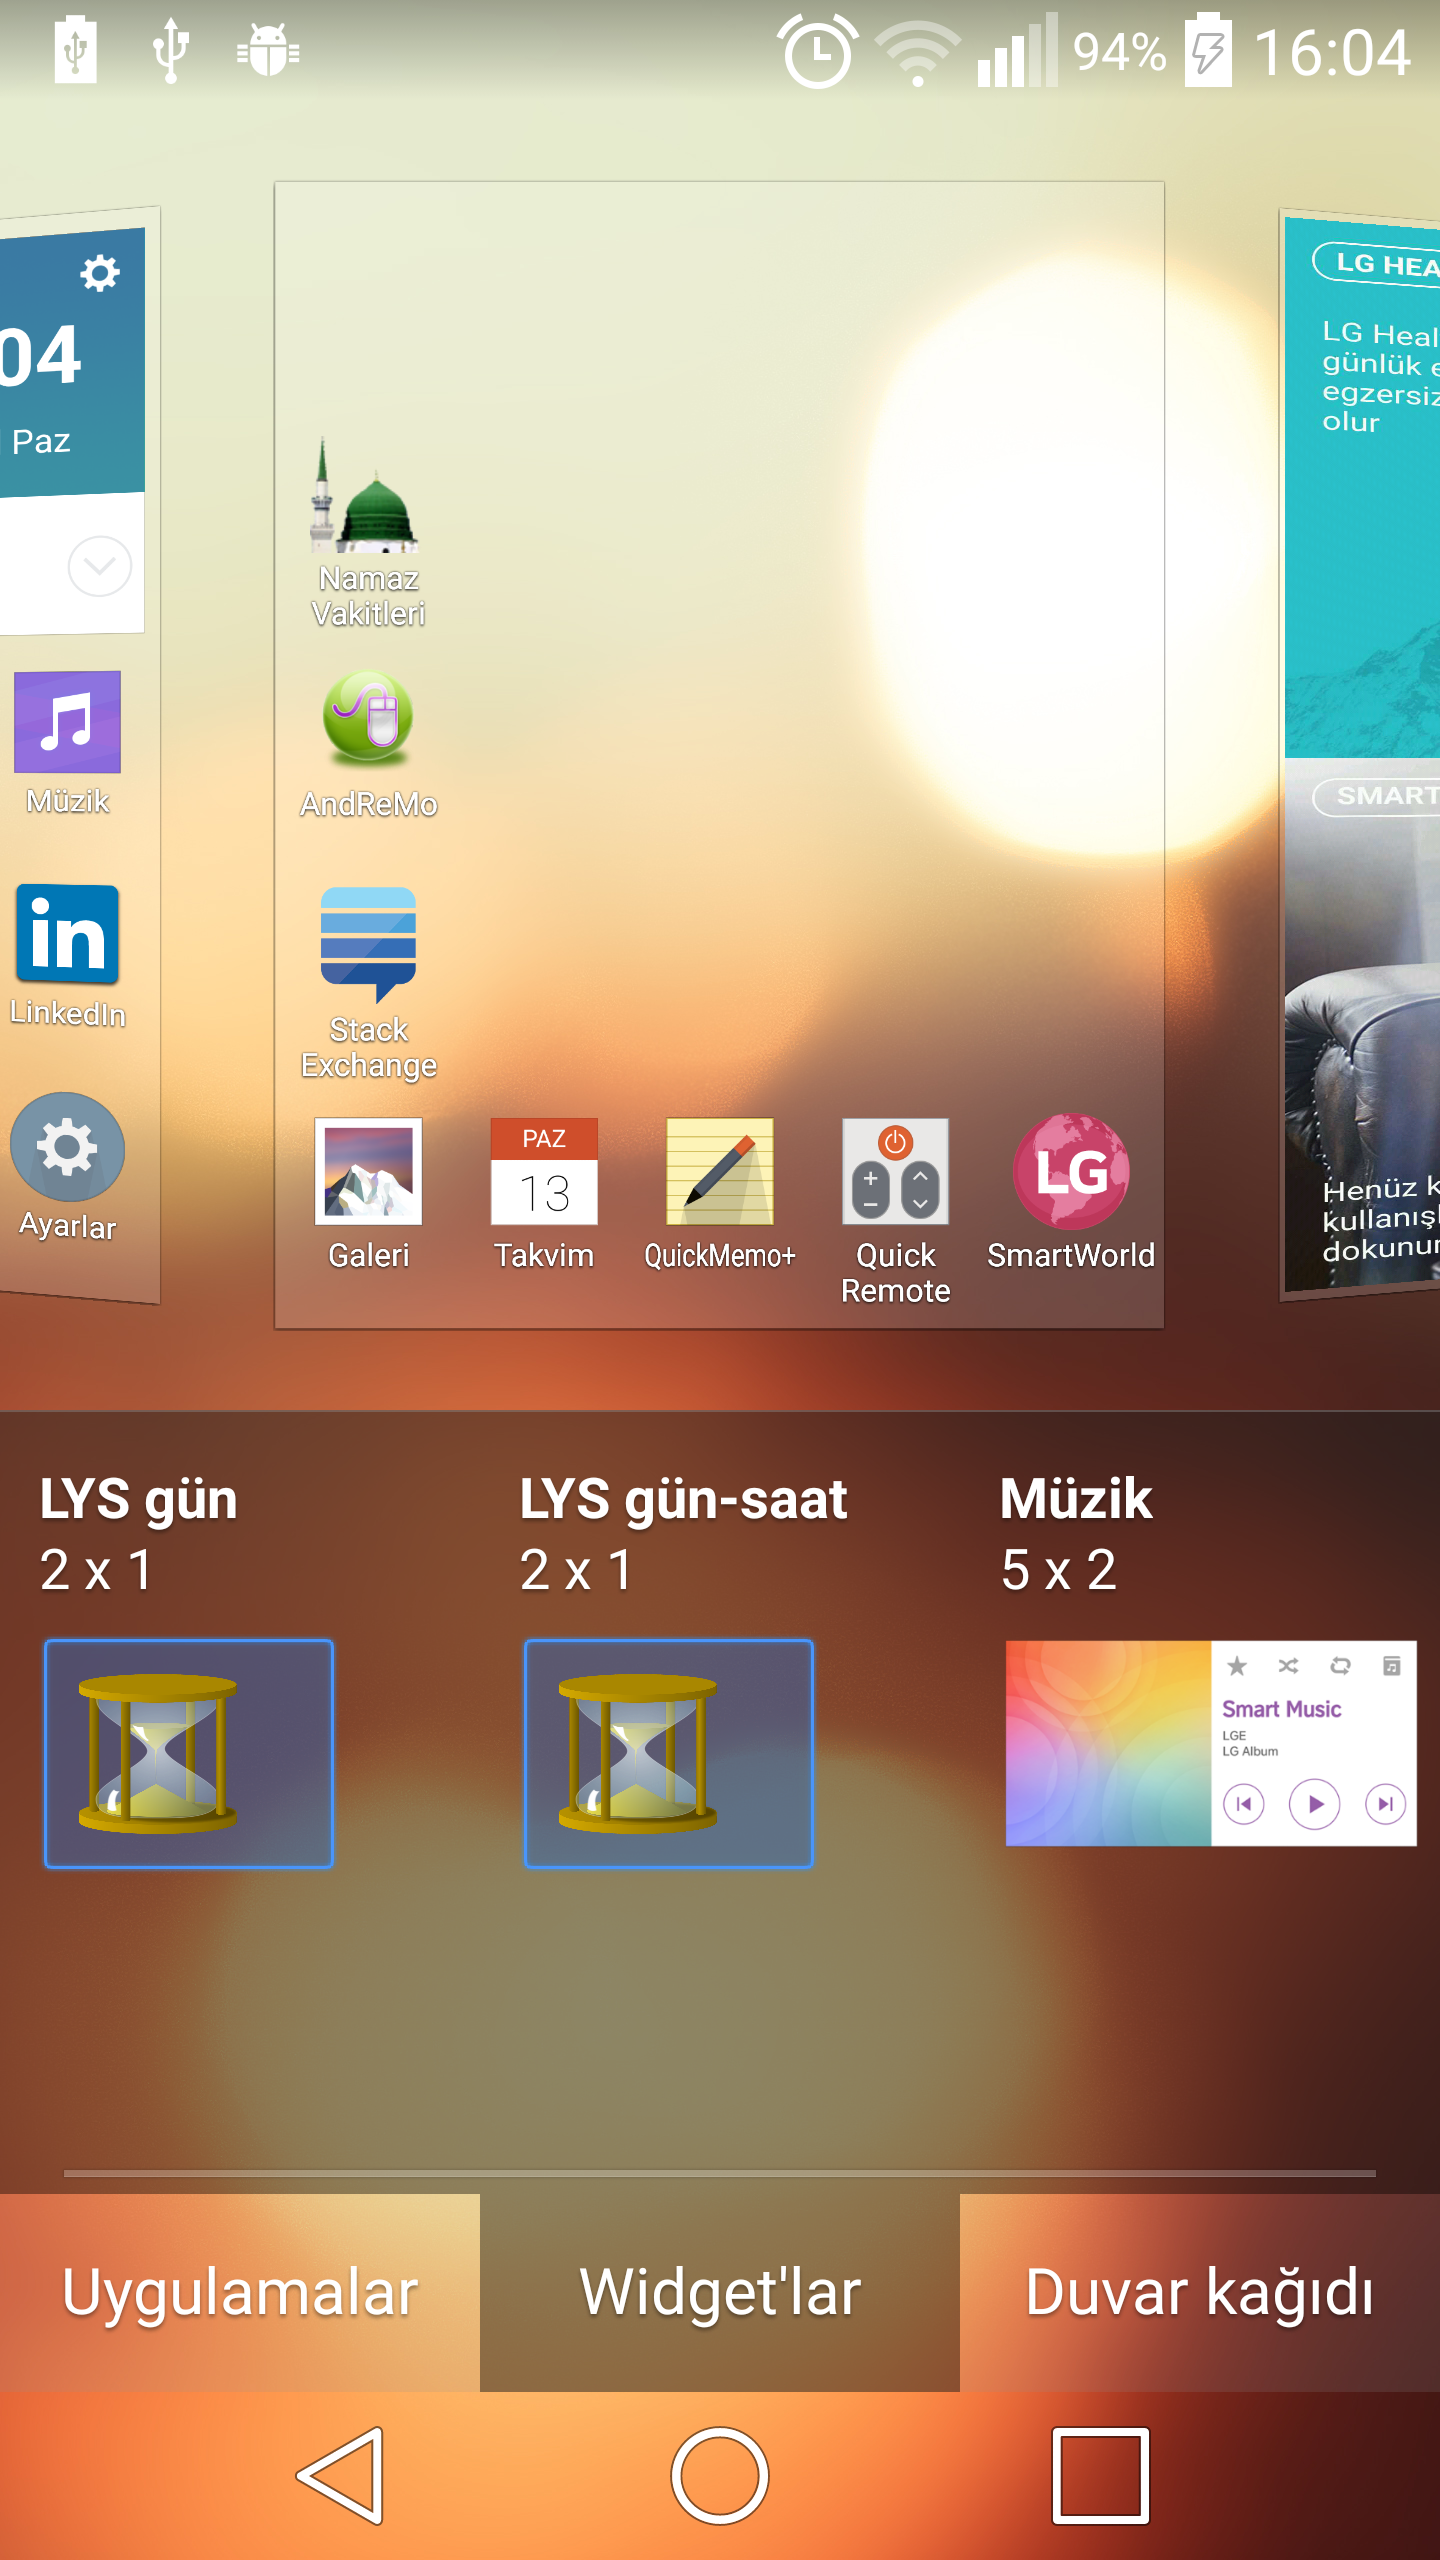 94% 16:04
04
Paz
Müzik
LinkedIn
Ayarlar
Namaz
Vakitleri
AndReMo
Stack
Exchange
Galeri
PAZ
13
Takvim
QuickMemo+
Quick
Remote
LG
SmartWorld
LG HEA
LG Heal
günlük e
egzersiz
olur
SMART
Henüz k
kullanışl
dokunur
LYS gün
2 x 1
LYS gün-saat
2 x 1
Müzik
5 x 2
Smart Music
LGE
LG Album
Uygulamalar
Widget'lar
Duvar kağıdı